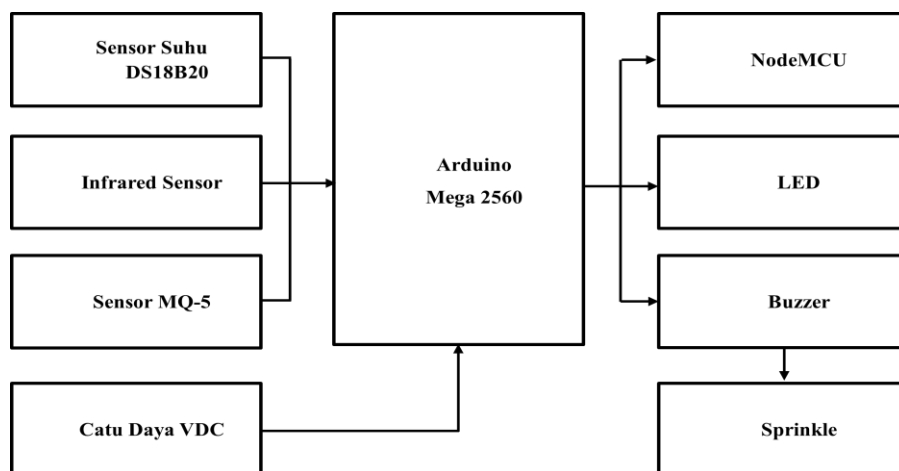 Sensor Suhu
DS18B20
Infrared Sensor
Sensor MQ-5
Catu Daya VDC
Arduino
Mega 2560
NodeMCU
LED
Buzzer
Sprinkle